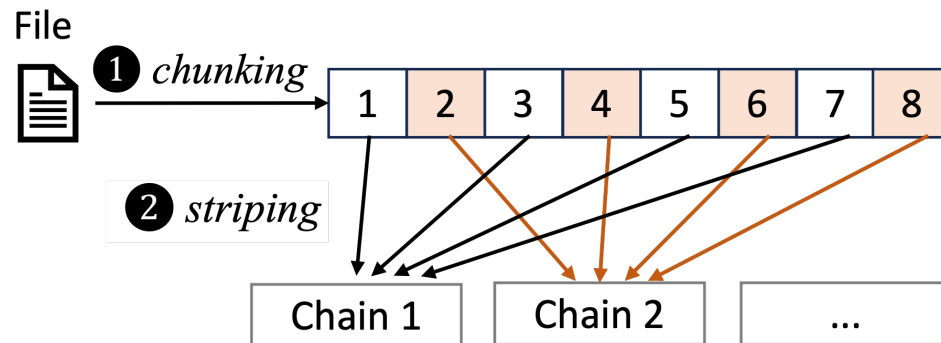 File
1 chunking
1 2 3 4 5 6 7 8
2 striping
Chain 1 Chain 2 ...